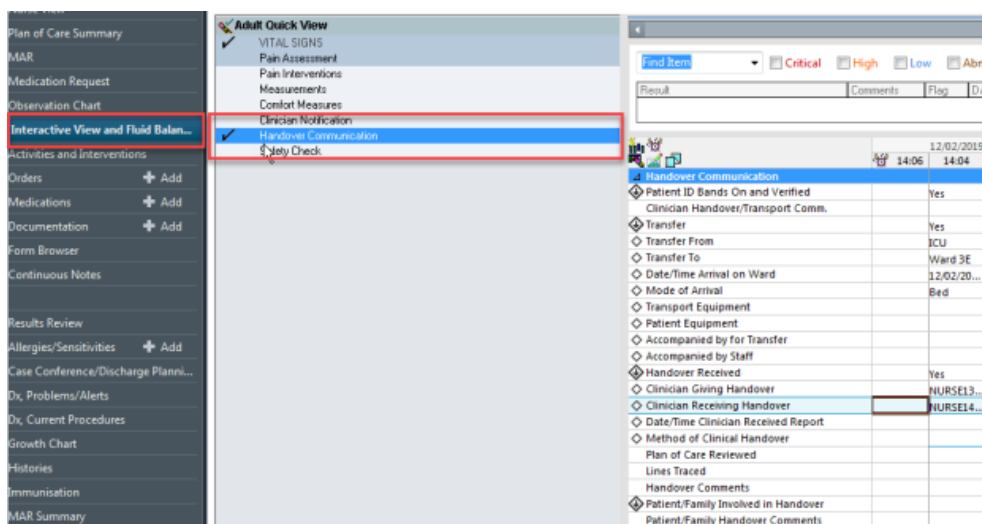 Plan of Care Summary
MAR
Medication Request
Observation Chart
Interactive View and Fluid Balan...
Activities and Interventions
Orders + Add
Medications + Add
Documentation + Add
Form Browser
Continuous Notes
Results Review
Allergies/Sensitivities + Add
Case Conference/Discharge Planni...
Dx, Problems/Alerts
Dx, Current Procedures
Growth Chart
Histories
Immunisation
MAR Summary
Adult Quick View
VITAL SIGNS
Pain Assessment
Pain Interventions
Measurements
Comfort Measures
Clinician Notification
Handover Communication
Safety Check
Find Item Critical High Low Abn
Result Comments Flag Da
12/02/2019
14:06 14:04
Handover Communication
Patient ID Bands On and Verified Yes
Clinician Handover/Transport Comm.
Transfer Yes
Transfer From ICU
Transfer To Ward 3E
Date/Time Arrival on Ward 12/02/20...
Mode of Arrival Bed
Transport Equipment
Patient Equipment
Accompanied by for Transfer
Accompanied by Staff
Handover Received Yes
Clinician Giving Handover NURSE13...
Clinician Receiving Handover NURSE14...
Date/Time Clinician Received Report
Method of Clinical Handover
Plan of Care Reviewed
Lines Traced
Handover Comments
Patient/Family Involved in Handover
Patient/Family Handover Comments